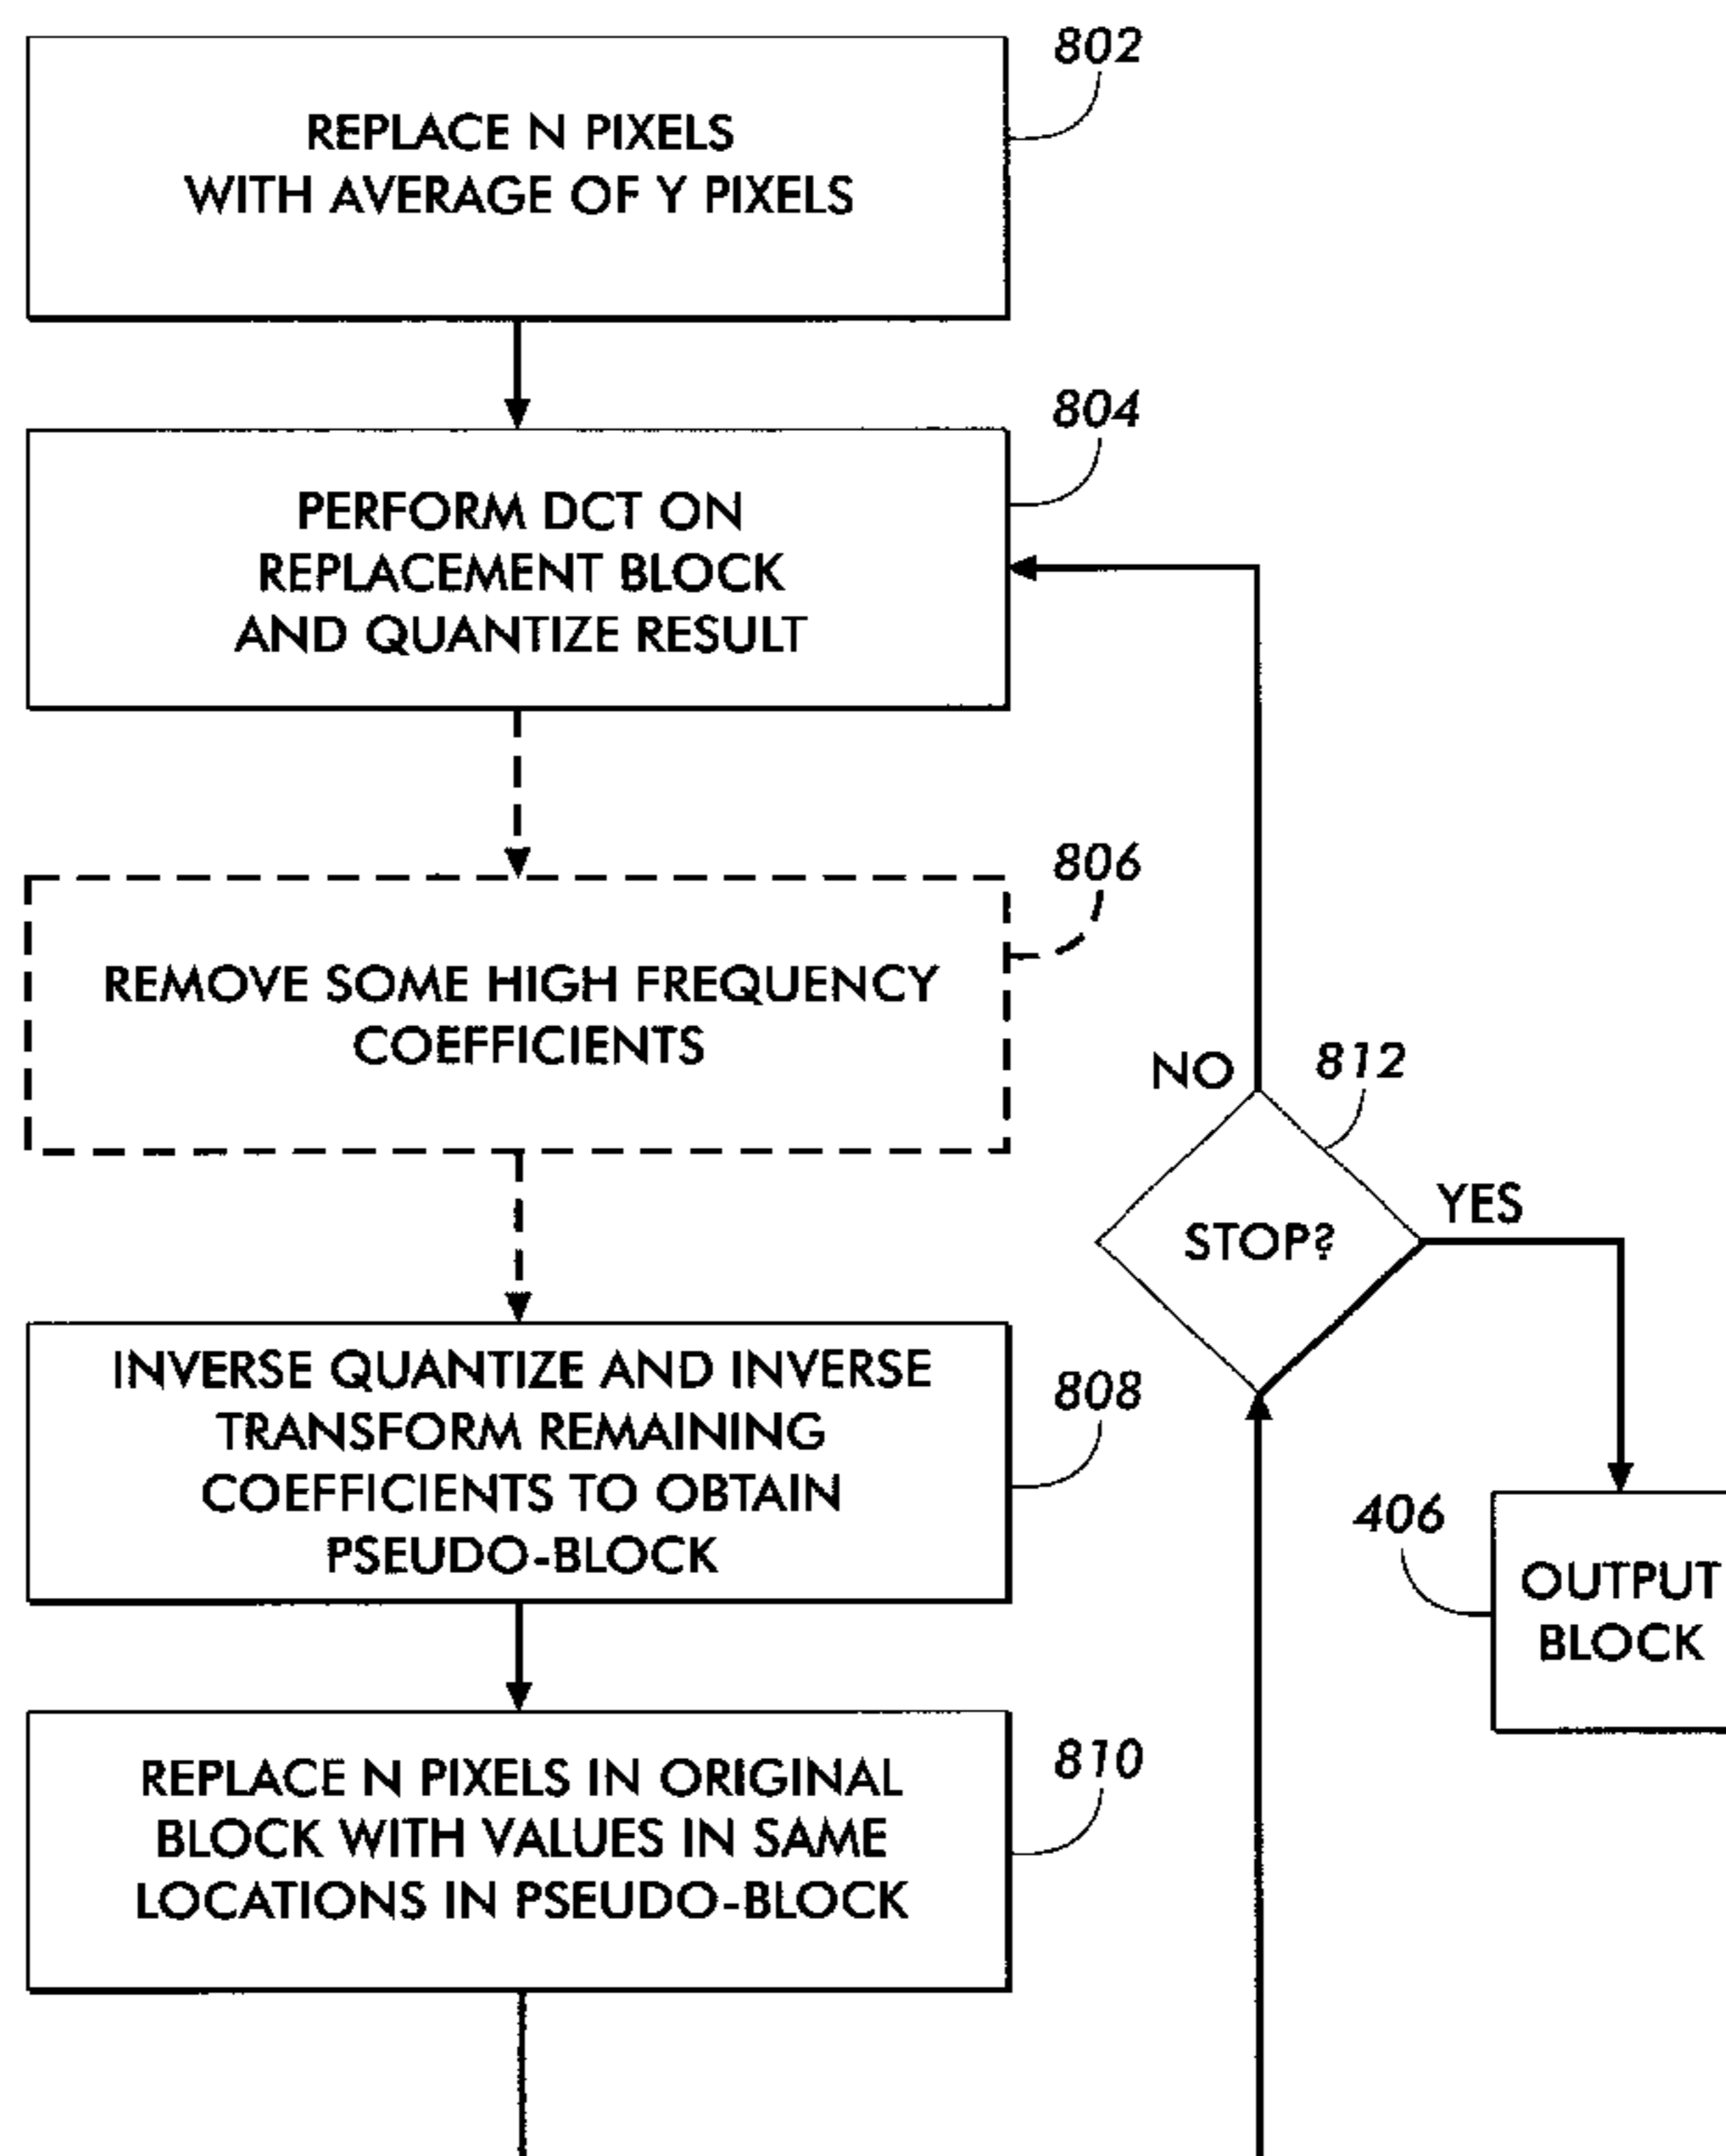 802
REPLACE N PIXELS
WITH AVERAGE OF Y PIXELS
804
PERFORM DCT ON
REPLACEMENT BLOCK
AND QUANTIZE RESULT
806
REMOVE SOME HIGH FREQUENCY
COEFFICIENTS
NO
812
STOP?
YES
INVERSE QUANTIZE AND INVERSE
TRANSFORM REMAINING
COEFFICIENTS TO OBTAIN
PSEUDO-BLOCK
808
406
OUTPUT
BLOCK
REPLACE N PIXELS IN ORIGINAL
BLOCK WITH VALUES IN SAME
LOCATIONS IN PSEUDO-BLOCK
810